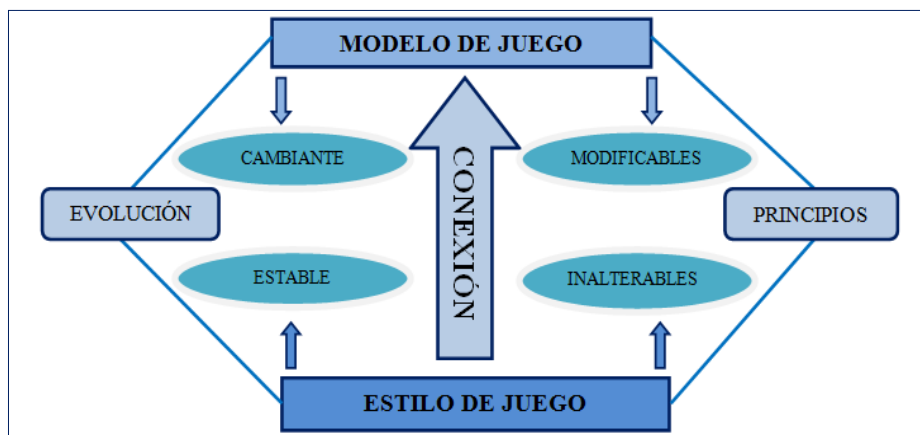 MODELO DE JUEGO
CAMBIANTE
MODIFICABLES
CONEXIÓN
EVOLUCIÓN
PRINCIPIOS
ESTABLE
INALTERABLES
ESTILO DE JUEGO